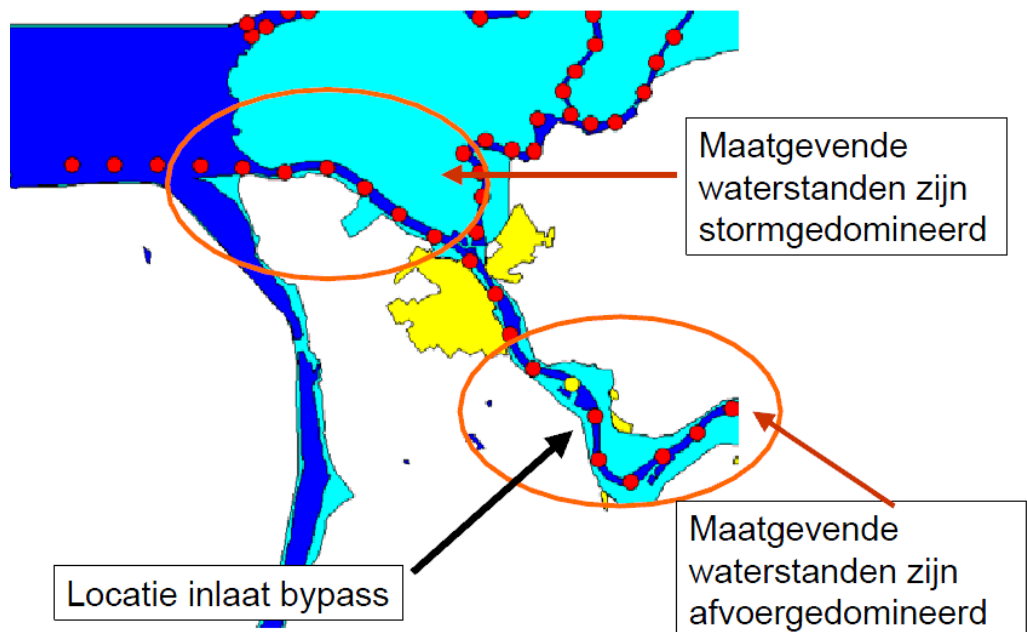 Maatgevende
waterstanden zijn
stormgedomineerd
Locatie inlaat bypass
Maatgevende
waterstanden zijn
afvoergedomineerd